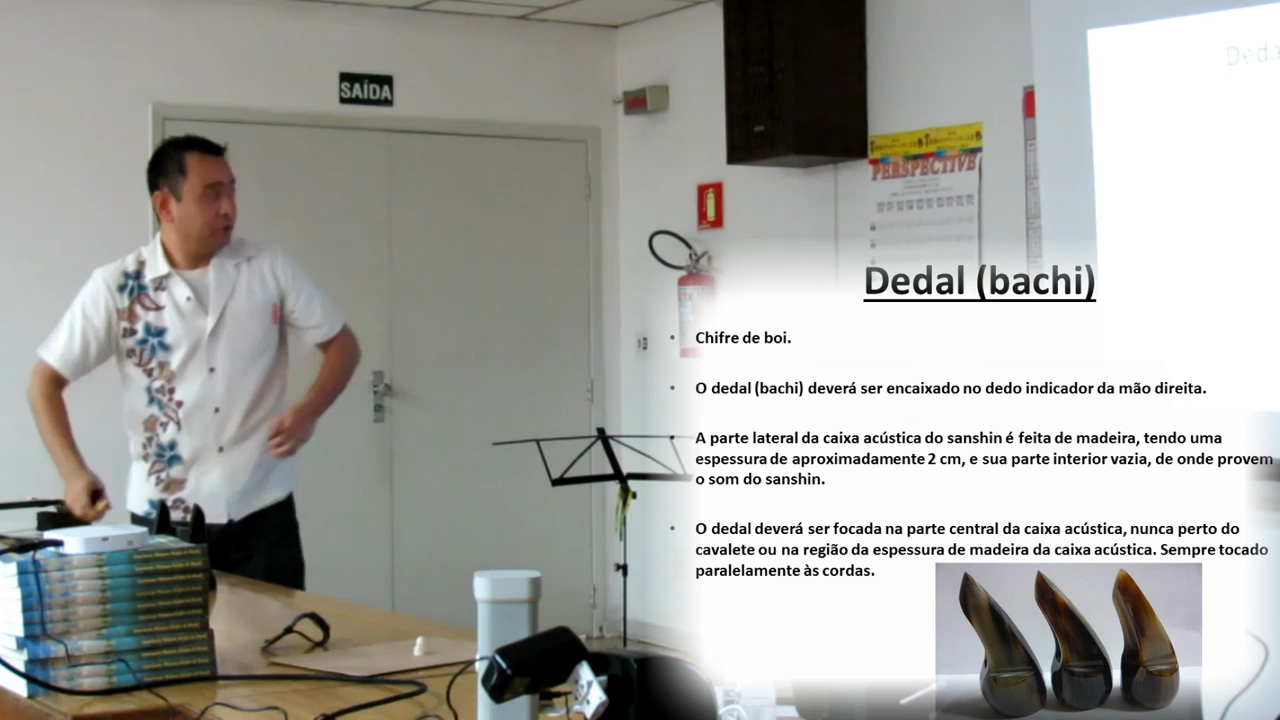 SAÍDA
PERSPECTIVE
Dedal (bachi)
• Chifre de boi.
• O dedal (bachi) deverá ser encaixado no dedo indicador da mão direita.
• A parte lateral da caixa acústica do sanshin é feita de madeira, tendo uma
espessura de aproximadamente 2 cm, e sua parte interior vazia, de onde provem
o som do sanshin.
• O dedal deverá ser focada na parte central da caixa acústica, nunca perto do
cavalete ou na região da espessura de madeira da caixa acústica. Sempre tocado
paralelamente às cordas.